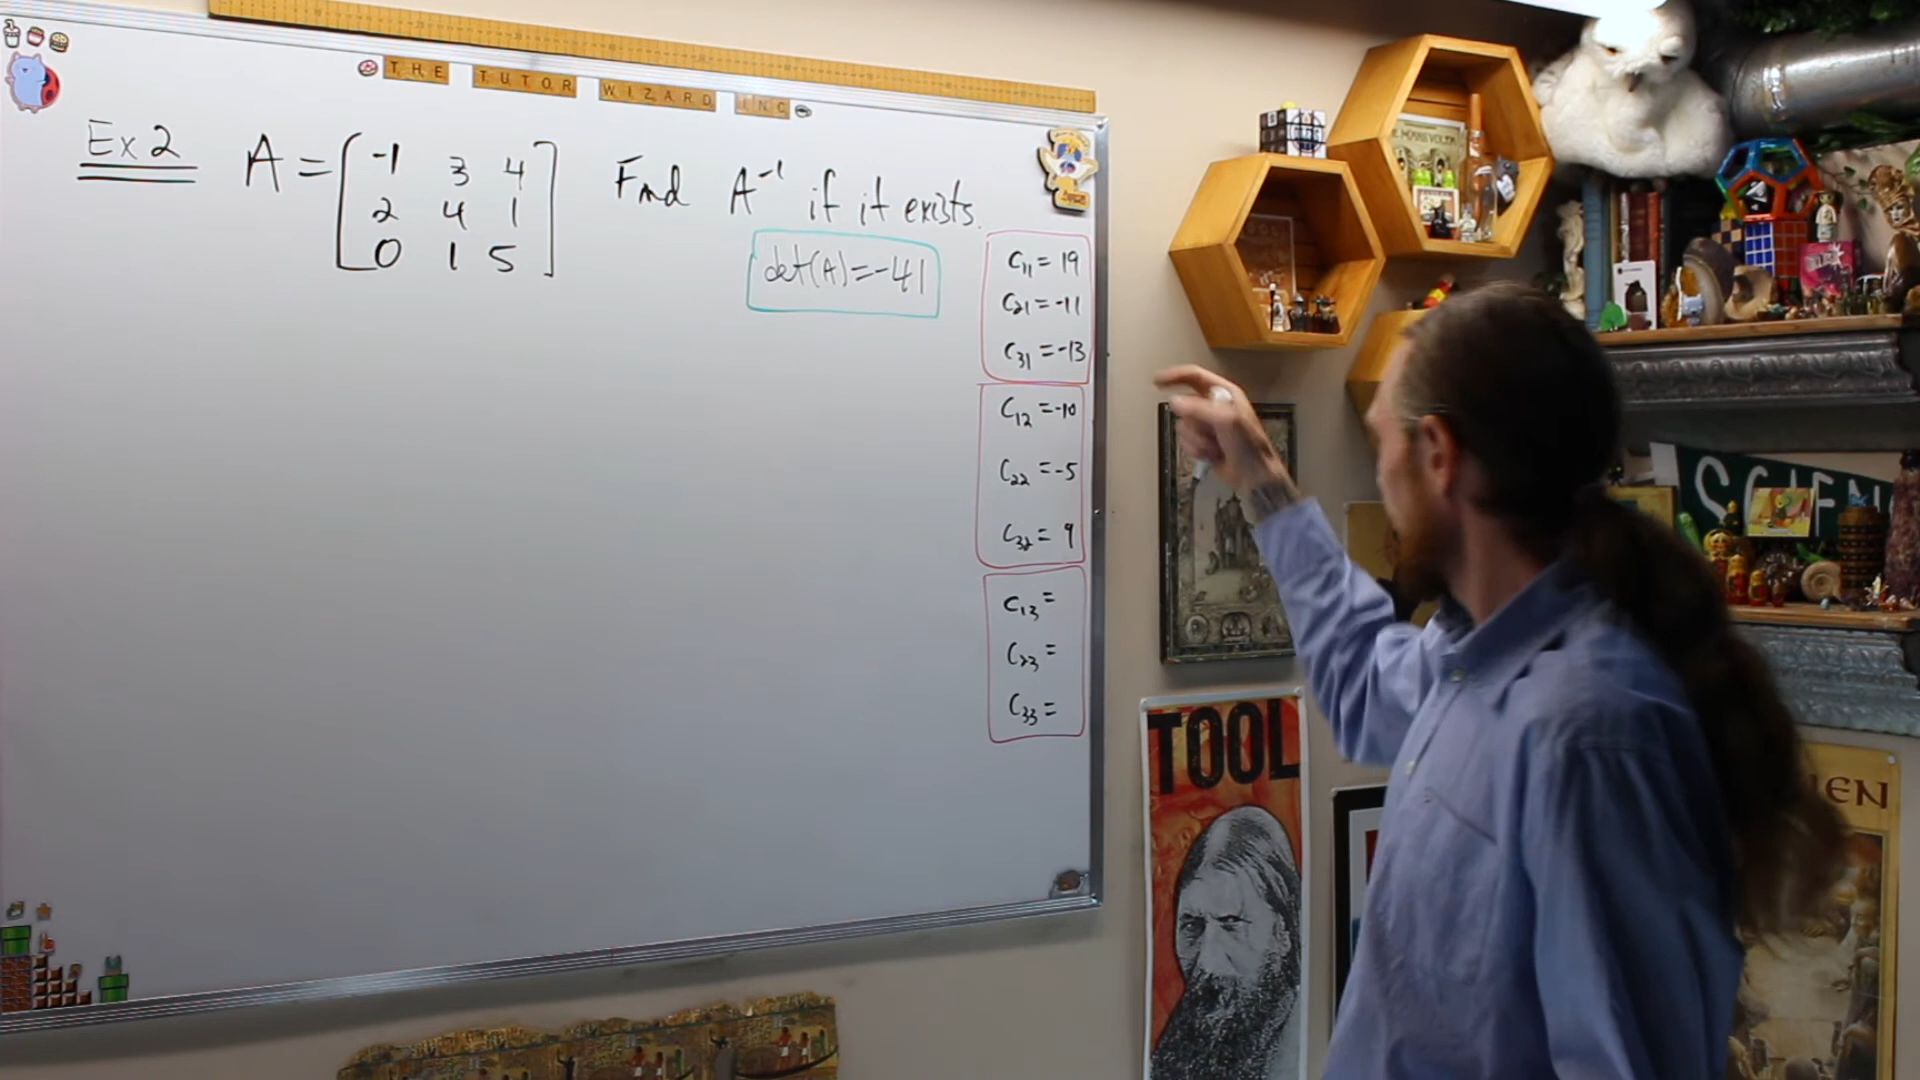 THE TUTOR WIZARD INC
Ex 2 A = [ -1 3 4
2 4 1
0 1 5 ]
Find A⁻¹ if it exists.
det(A) = -41
C₁₁ = 19
C₂₁ = -11
C₃₁ = -13
C₁₂ = -10
C₂₂ = -5
C₃₂ = 9
C₁₃ =
C₂₃ =
C₃₃ =
TOOL